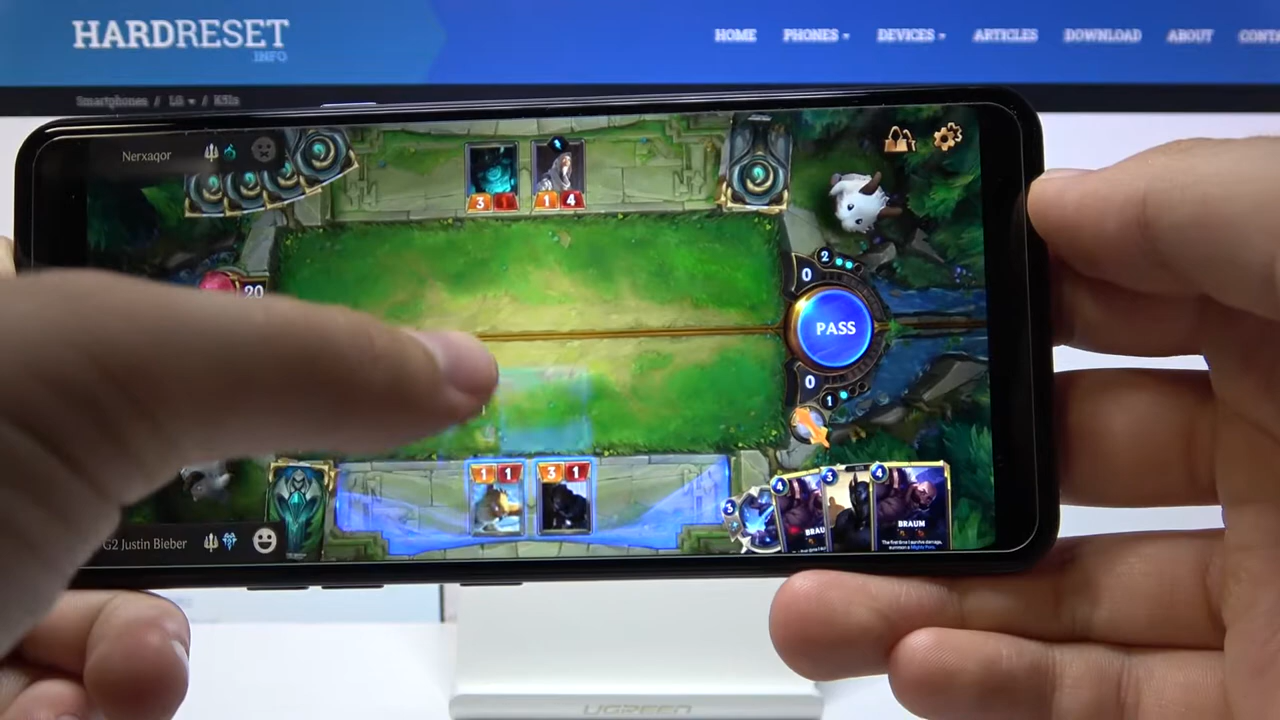 HARDRESET
.INFO
HOME PHONES DEVICES ARTICLES DOWNLOAD ABOUT
Smartphones / LG / K51s
Nerxaqor
3 1 4
20
2
0
PASS
0
1
1 1 3 1
3 4 3 4
BRAUM
G2 Justin Bieber
UGREEN